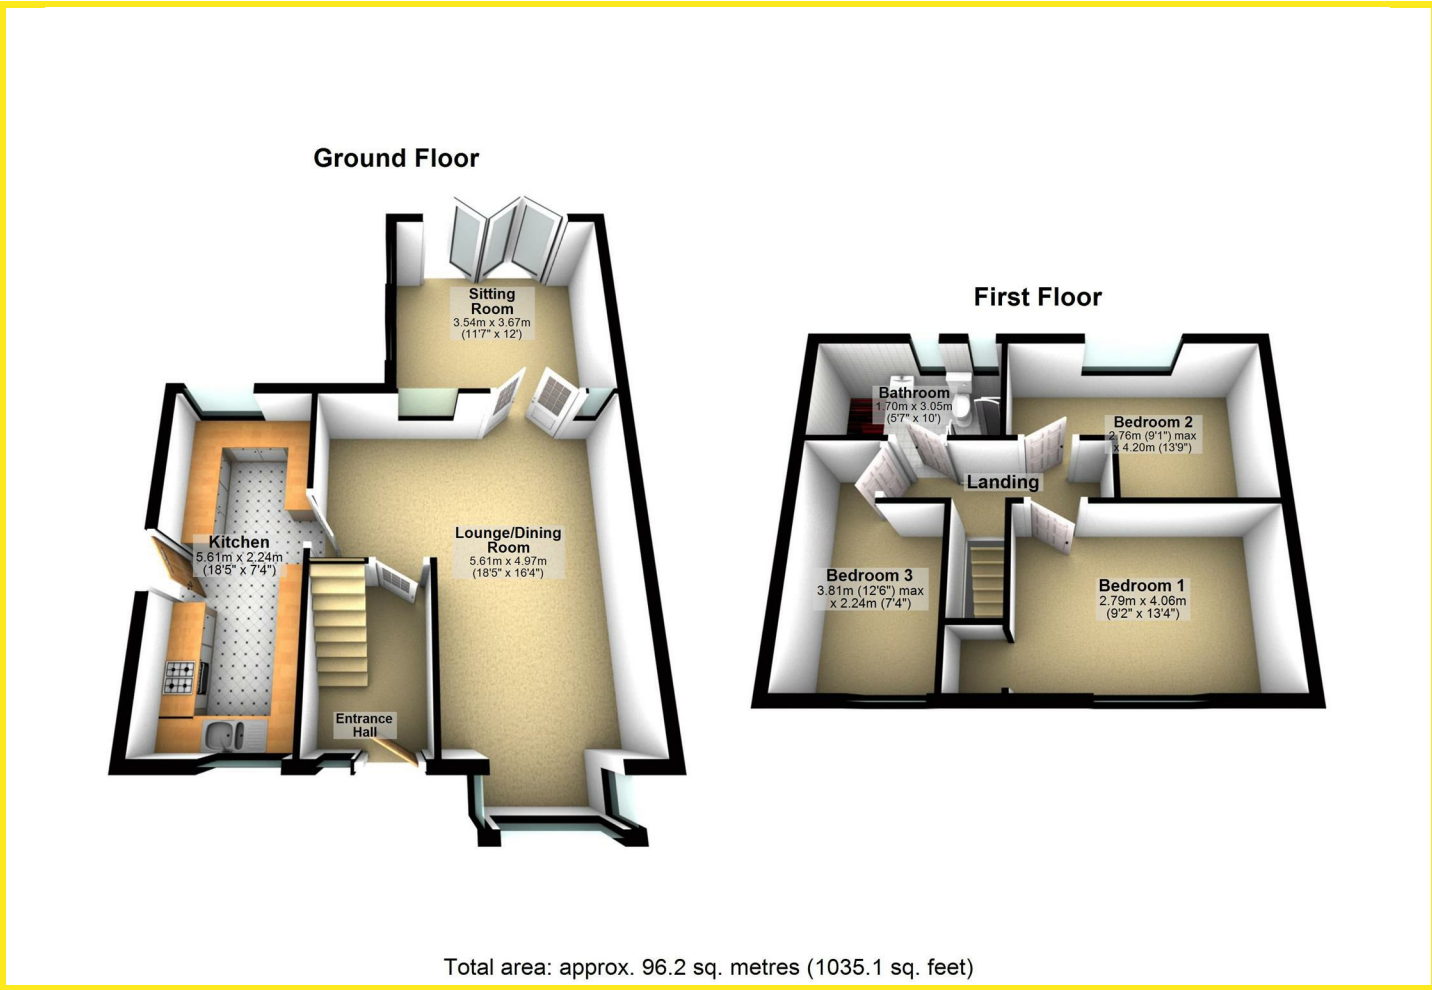 Ground Floor
Sitting
Room
3.54m x 3.67m
(11'7" x 12')
Kitchen
5.61m x 2.24m
(18'5" x 7'4")
Lounge/Dining
Room
5.61m x 4.97m
(18'5" x 16'4")
Entrance
Hall
First Floor
Bathroom
1.70m x 3.05m
(5'7" x 10')
Bedroom 2
2.76m (9'1") max
x 4.20m (13'9")
Landing
Bedroom 3
3.81m (12'6") max
x 2.24m (7'4")
Bedroom 1
2.79m x 4.06m
(9'2" x 13'4")
Total area: approx. 96.2 sq. metres (1035.1 sq. feet)